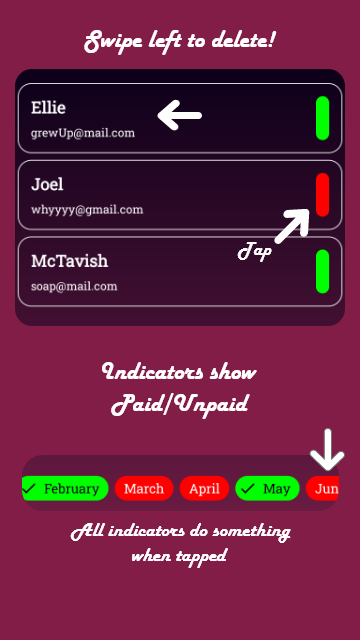 Swipe left to delete!
Ellie
grewUp@mail.com
Joel
whyyyy@gmail.com
Tap
McTavish
soap@mail.com
Indicators show
Paid/Unpaid
February March April May Jun
All indicators do something
when tapped